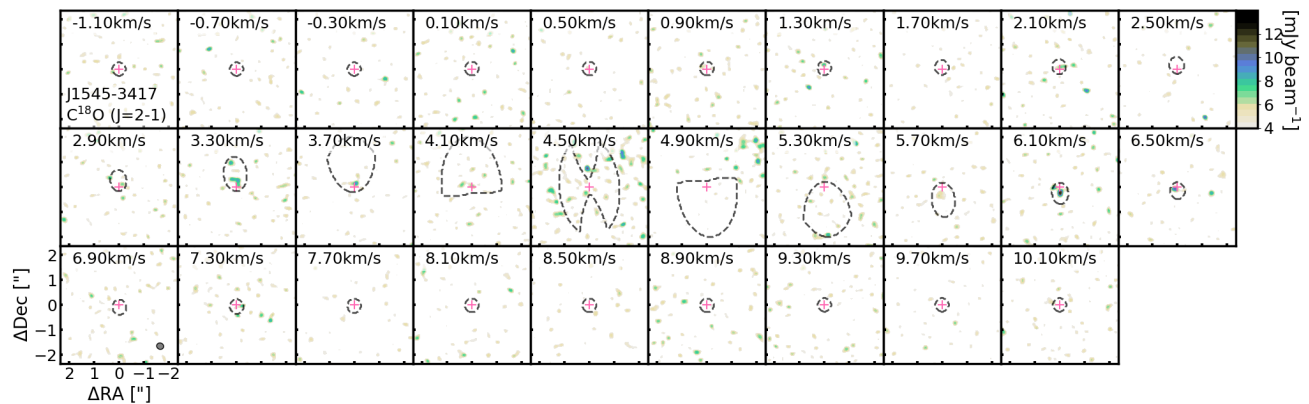 -1.10km/s -0.70km/s -0.30km/s 0.10km/s 0.50km/s 0.90km/s 1.30km/s 1.70km/s 2.10km/s 2.50km/s
J1545-3417
C¹⁸O (J=2-1)
12
10
8
6
4
[mJy beam⁻¹]
2.90km/s 3.30km/s 3.70km/s 4.10km/s 4.50km/s 4.90km/s 5.30km/s 5.70km/s 6.10km/s 6.50km/s
6.90km/s 7.30km/s 7.70km/s 8.10km/s 8.50km/s 8.90km/s 9.30km/s 9.70km/s 10.10km/s
2
1
0
−1
−2
ΔDec ["]
2 1 0 −1 −2
ΔRA ["]